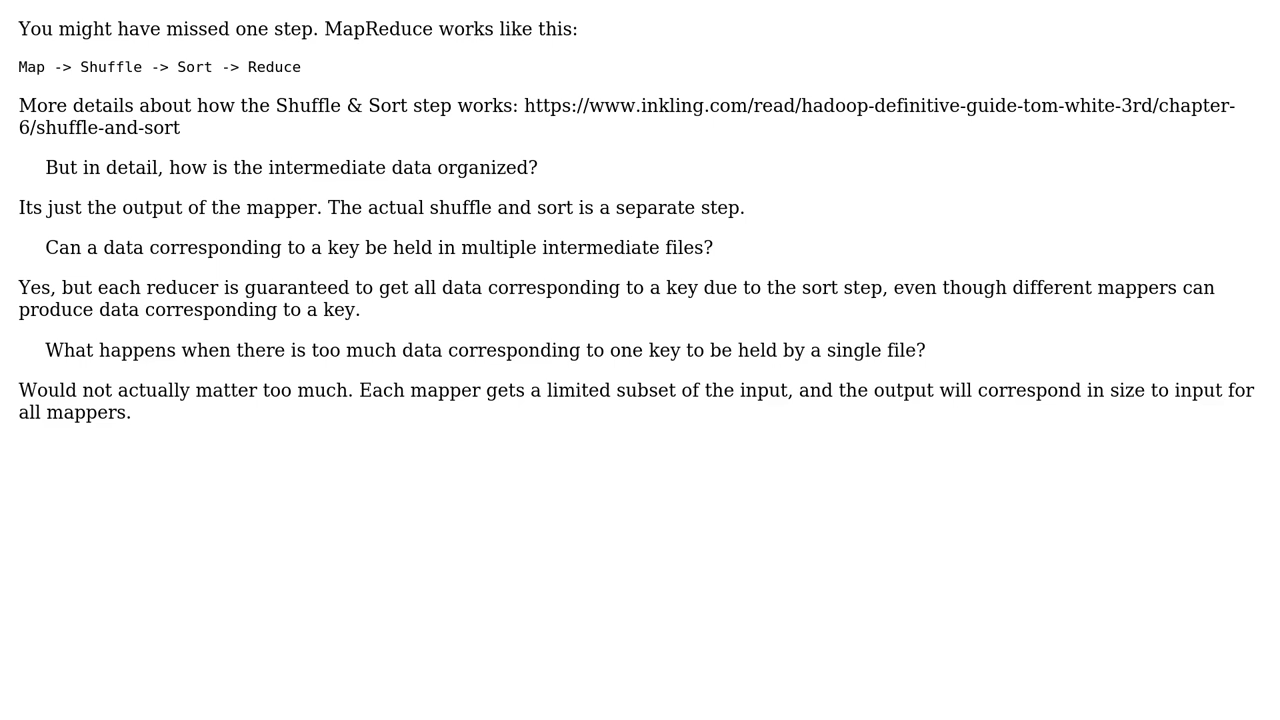 You might have missed one step. MapReduce works like this:
Map -> Shuffle -> Sort -> Reduce
More details about how the Shuffle & Sort step works: https://www.inkling.com/read/hadoop-definitive-guide-tom-white-3rd/chapter-
6/shuffle-and-sort
But in detail, how is the intermediate data organized?
Its just the output of the mapper. The actual shuffle and sort is a separate step.
Can a data corresponding to a key be held in multiple intermediate files?
Yes, but each reducer is guaranteed to get all data corresponding to a key due to the sort step, even though different mappers can
produce data corresponding to a key.
What happens when there is too much data corresponding to one key to be held by a single file?
Would not actually matter too much. Each mapper gets a limited subset of the input, and the output will correspond in size to input for
all mappers.